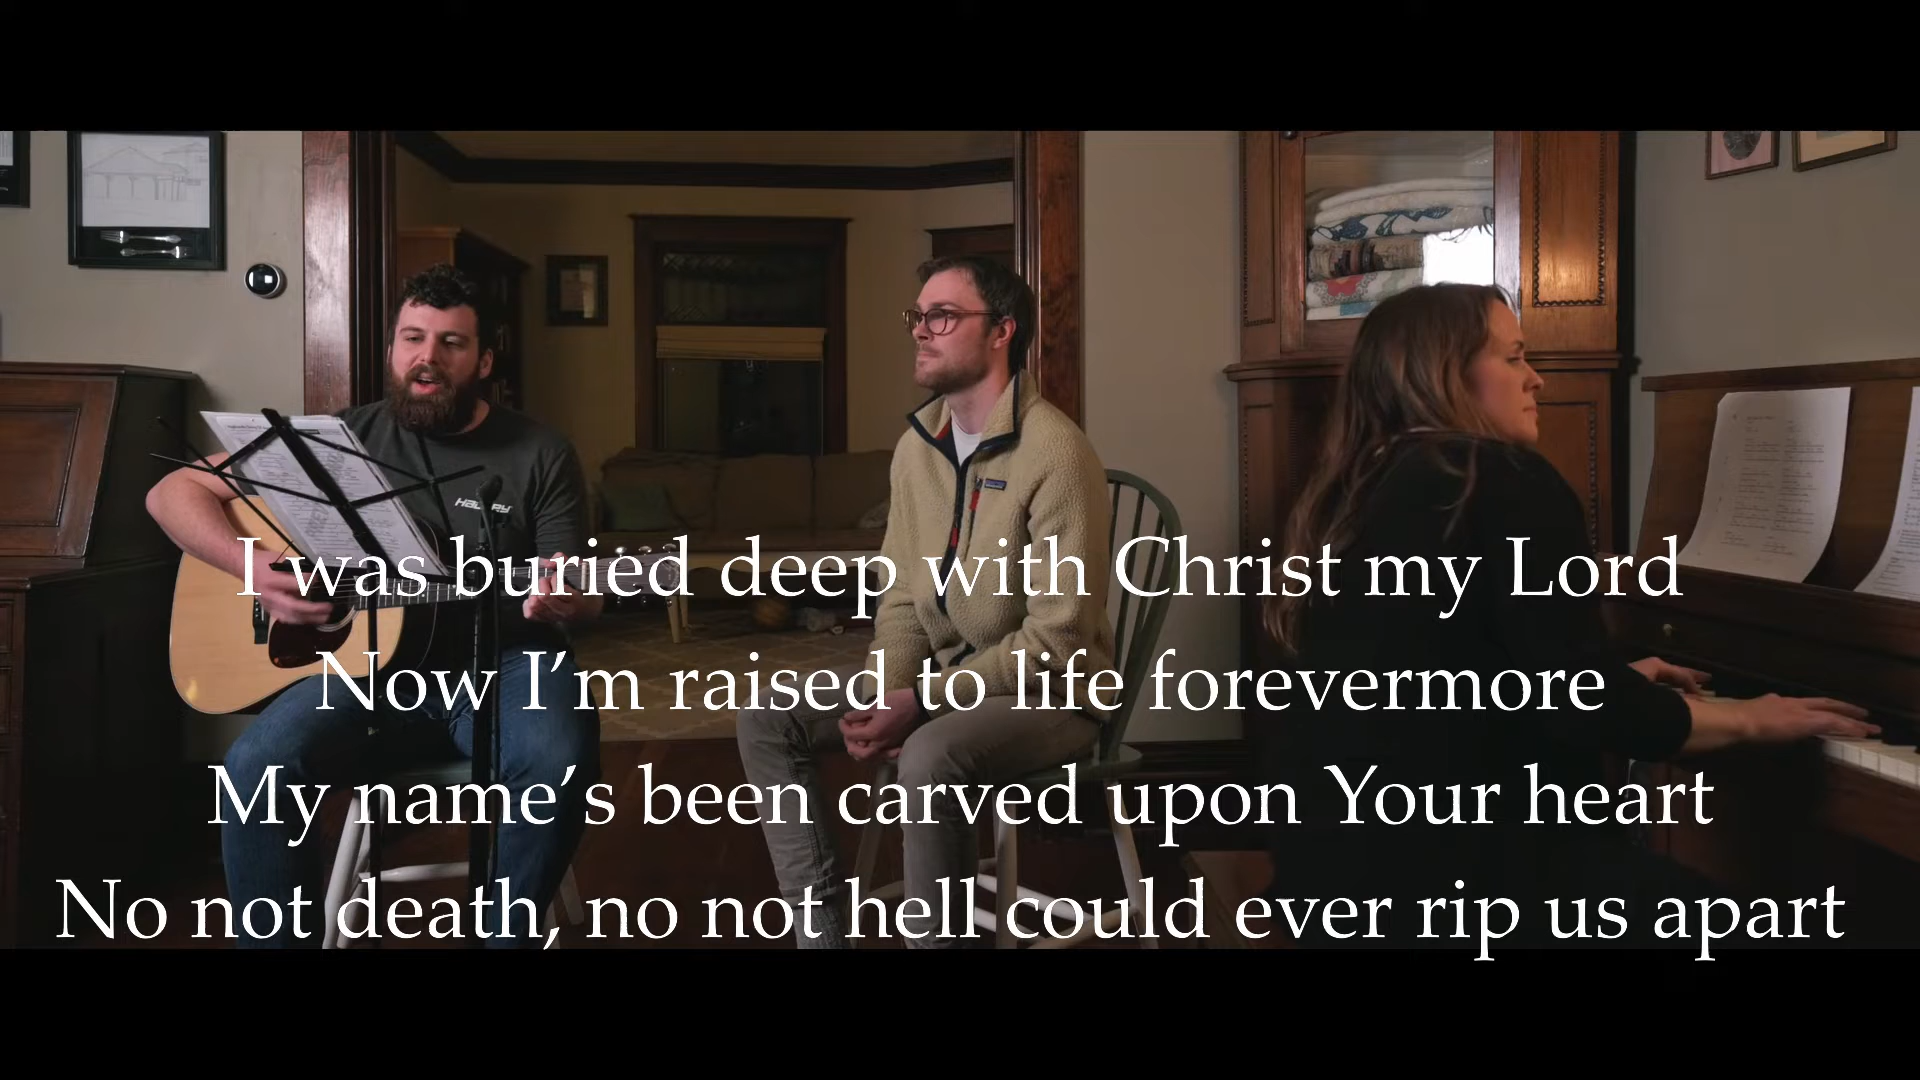 I was buried deep with Christ my Lord
Now I’m raised to life forevermore
My name’s been carved upon Your heart
No not death, no not hell could ever rip us apart